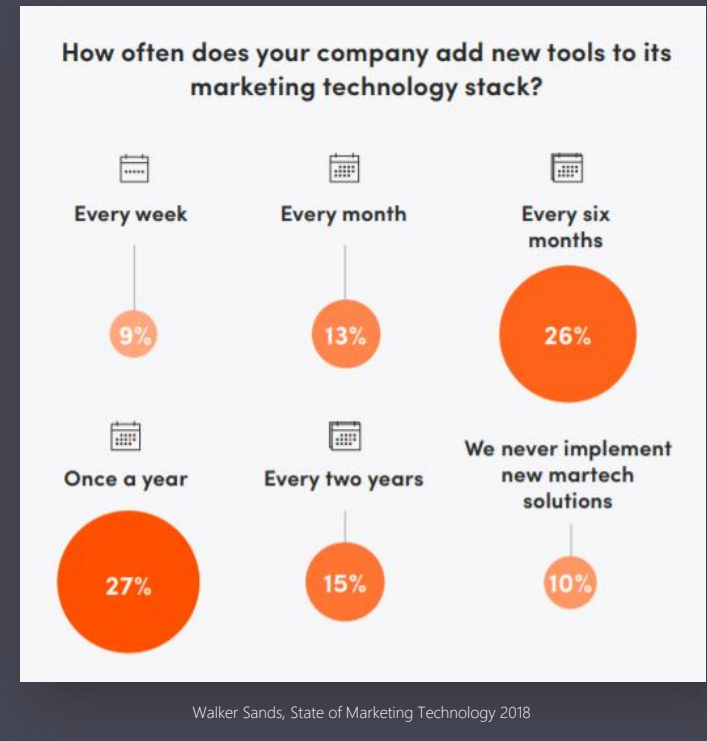 How often does your company add new tools to its
marketing technology stack?
Every week
9%
Every month
13%
Every six
months
26%
Once a year
27%
Every two years
15%
We never implement
new martech
solutions
10%
Walker Sands, State of Marketing Technology 2018